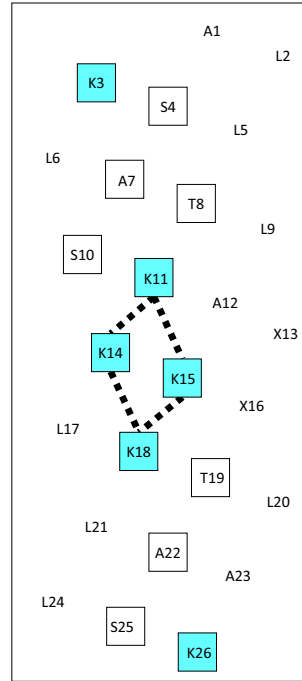 A1
L2
K3
S4
L5
L6
A7
T8
L9
S10
K11
A12
X13
K14
K15
X16
L17
K18
T19
L20
L21
A22
A23
L24
S25
K26